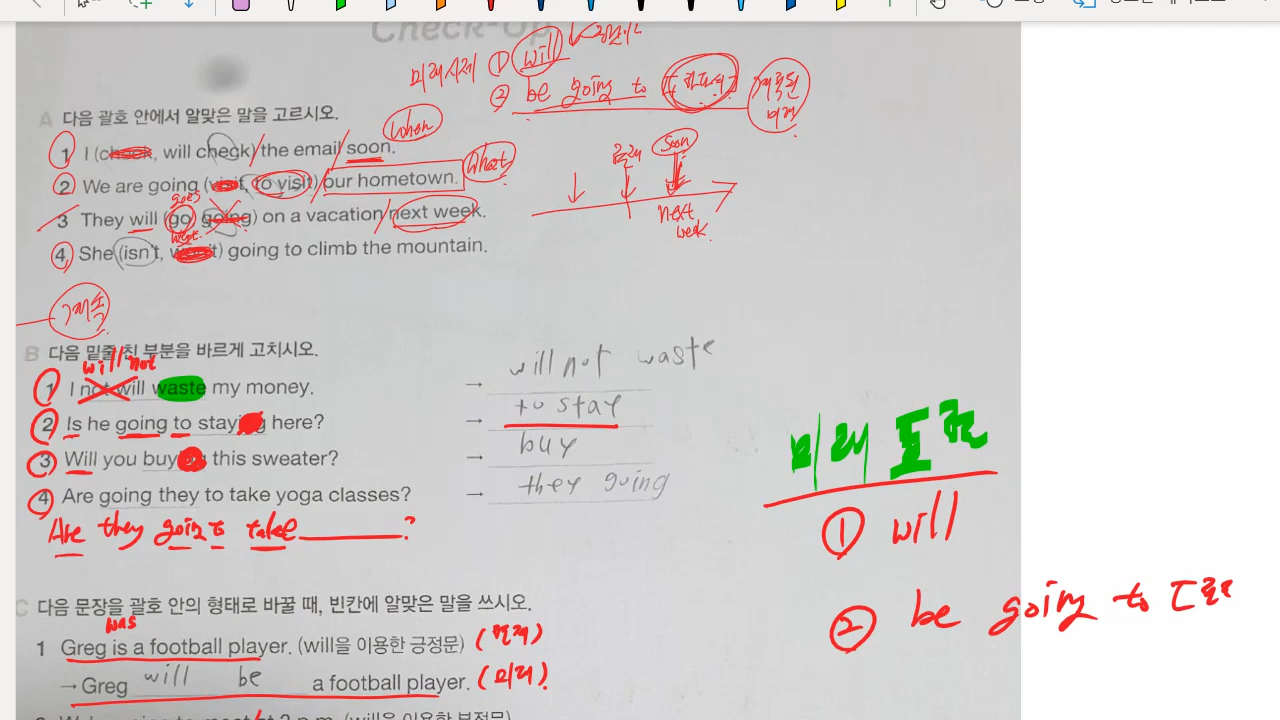 Check-Up
미래시제 ① will
② be going to
계획된 미래
A 다음 괄호 안에서 알맞은 말을 고르시오.
when
1 I (check, will check) the email soon.
what
2 We are going (visit, to visit) our hometown.
goes
3 They will (go, going) on a vacation next week.
4 She (isn't, won't) going to climb the mountain.
현재 soon
next week.
계속
B 다음 밑줄 친 부분을 바르게 고치시오.
will not
1 I not will waste my money. → will not waste
2 Is he going to staying here? → to stay
3 Will you buying this sweater? → buy
4 Are going they to take yoga classes? → they going
Are they going to take ?
미래 표현
① will
② be going to
C 다음 문장을 괄호 안의 형태로 바꿀 때, 빈칸에 알맞은 말을 쓰시오.
was
1 Greg is a football player. (will을 이용한 긍정문) (현재)
→ Greg will be a football player. (미래)